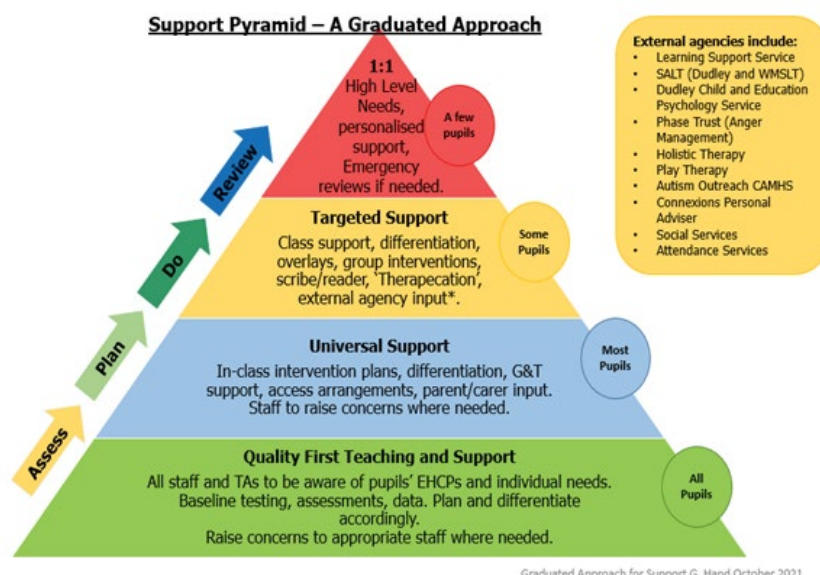 Support Pyramid – A Graduated Approach
1:1
High Level
Needs,
personalised
support,
Emergency
reviews if needed.
A few
pupils
Targeted Support
Class support, differentiation,
overlays, group interventions,
scribe/reader, 'Therapecation',
external agency input*.
Some
Pupils
Universal Support
In-class intervention plans, differentiation, G&T
support, access arrangements, parent/carer input.
Staff to raise concerns where needed.
Most
Pupils
Quality First Teaching and Support
All staff and TAs to be aware of pupils' EHCPs and individual needs.
Baseline testing, assessments, data. Plan and differentiate
accordingly.
Raise concerns to appropriate staff where needed.
All
Pupils
Assess
Plan
Do
Review
External agencies include:
• Learning Support Service
• SALT (Dudley and WMSLT)
• Dudley Child and Education
Psychology Service
• Phase Trust (Anger
Management)
• Holistic Therapy
• Play Therapy
• Autism Outreach CAMHS
• Connexions Personal
Adviser
• Social Services
• Attendance Services
Graduated Approach for Support G. Hand October 2021